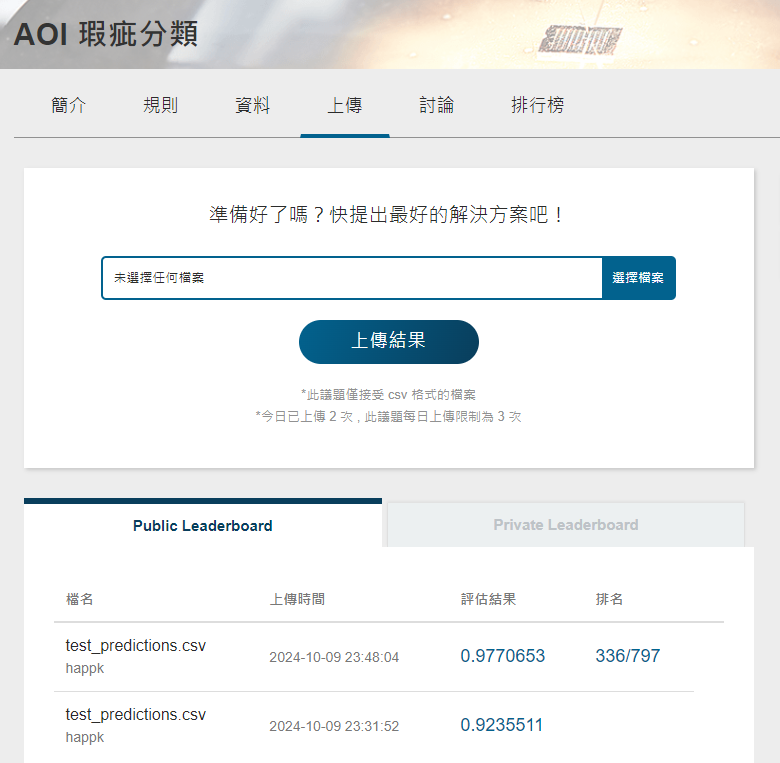 AOI 瑕疵分類
簡介 規則 資料 上傳 討論 排行榜
準備好了嗎？快提出最好的解決方案吧！
未選擇任何檔案 選擇檔案
上傳結果
*此議題僅接受 csv 格式的檔案
*今日已上傳 2 次 , 此議題每日上傳限制為 3 次
Public Leaderboard Private Leaderboard
檔名 上傳時間 評估結果 排名
test_predictions.csv
happk 2024-10-09 23:48:04 0.9770653 336/797
test_predictions.csv
happk 2024-10-09 23:31:52 0.9235511